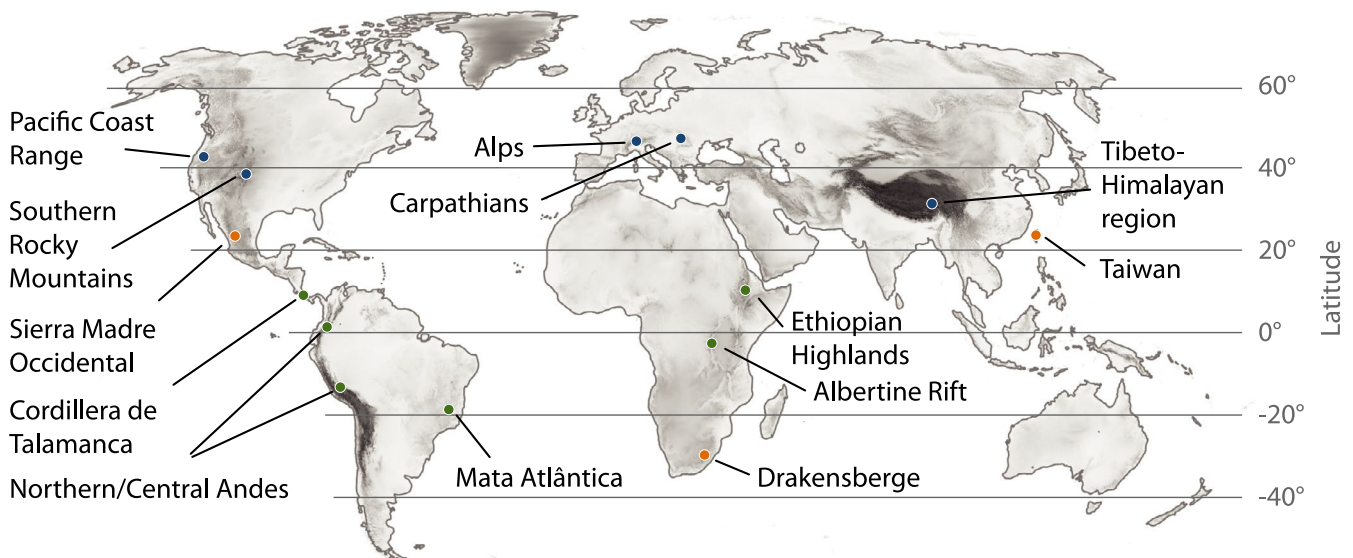 Pacific Coast
Range
Southern
Rocky
Mountains
Sierra Madre
Occidental
Cordillera de
Talamanca
Northern/Central Andes
Alps
Carpathians
Mata Atlântica
Ethiopian
Highlands
Albertine Rift
Drakensberge
Tibeto-
Himalayan
region
Taiwan
60°
40°
20°
0°
-20°
-40°
Latitude